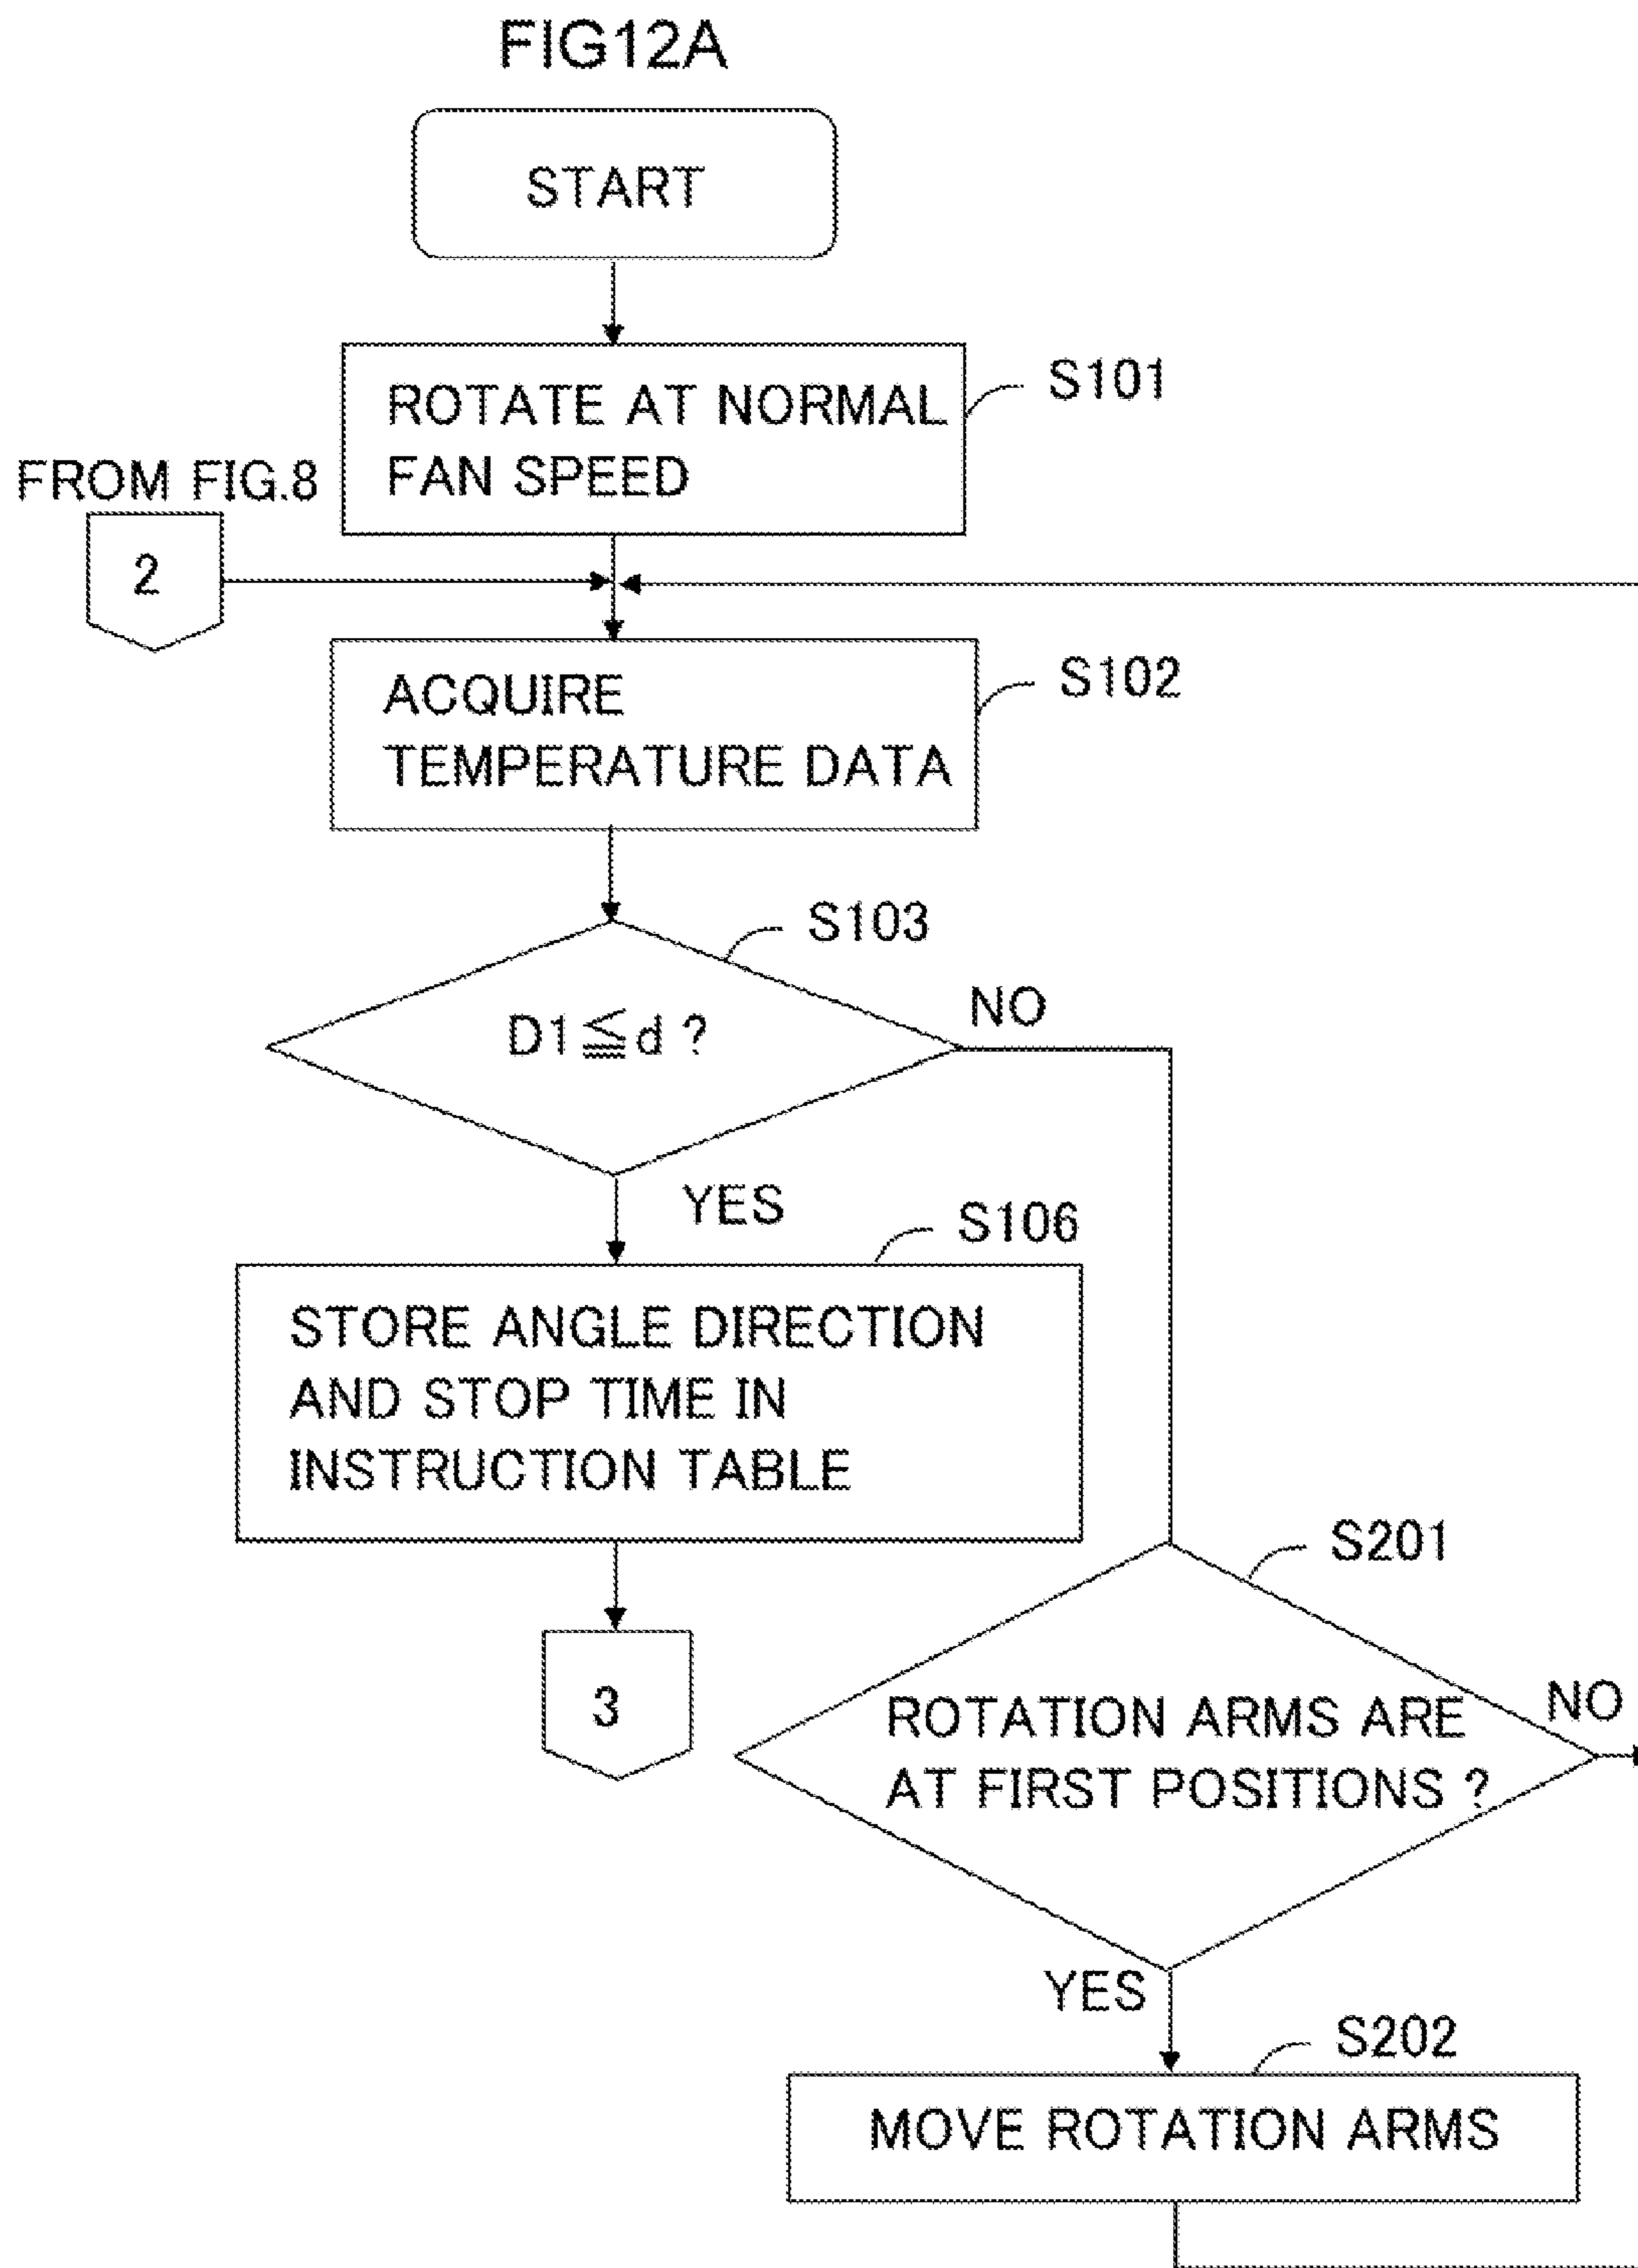 FIG12A
START
ROTATE AT NORMAL
FAN SPEED
S101
FROM FIG.8
2
ACQUIRE
TEMPERATURE DATA
S102
S103
D1≦d ?
NO
YES
S106
STORE ANGLE DIRECTION
AND STOP TIME IN
INSTRUCTION TABLE
3
S201
ROTATION ARMS ARE
AT FIRST POSITIONS ?
NO
YES
S202
MOVE ROTATION ARMS